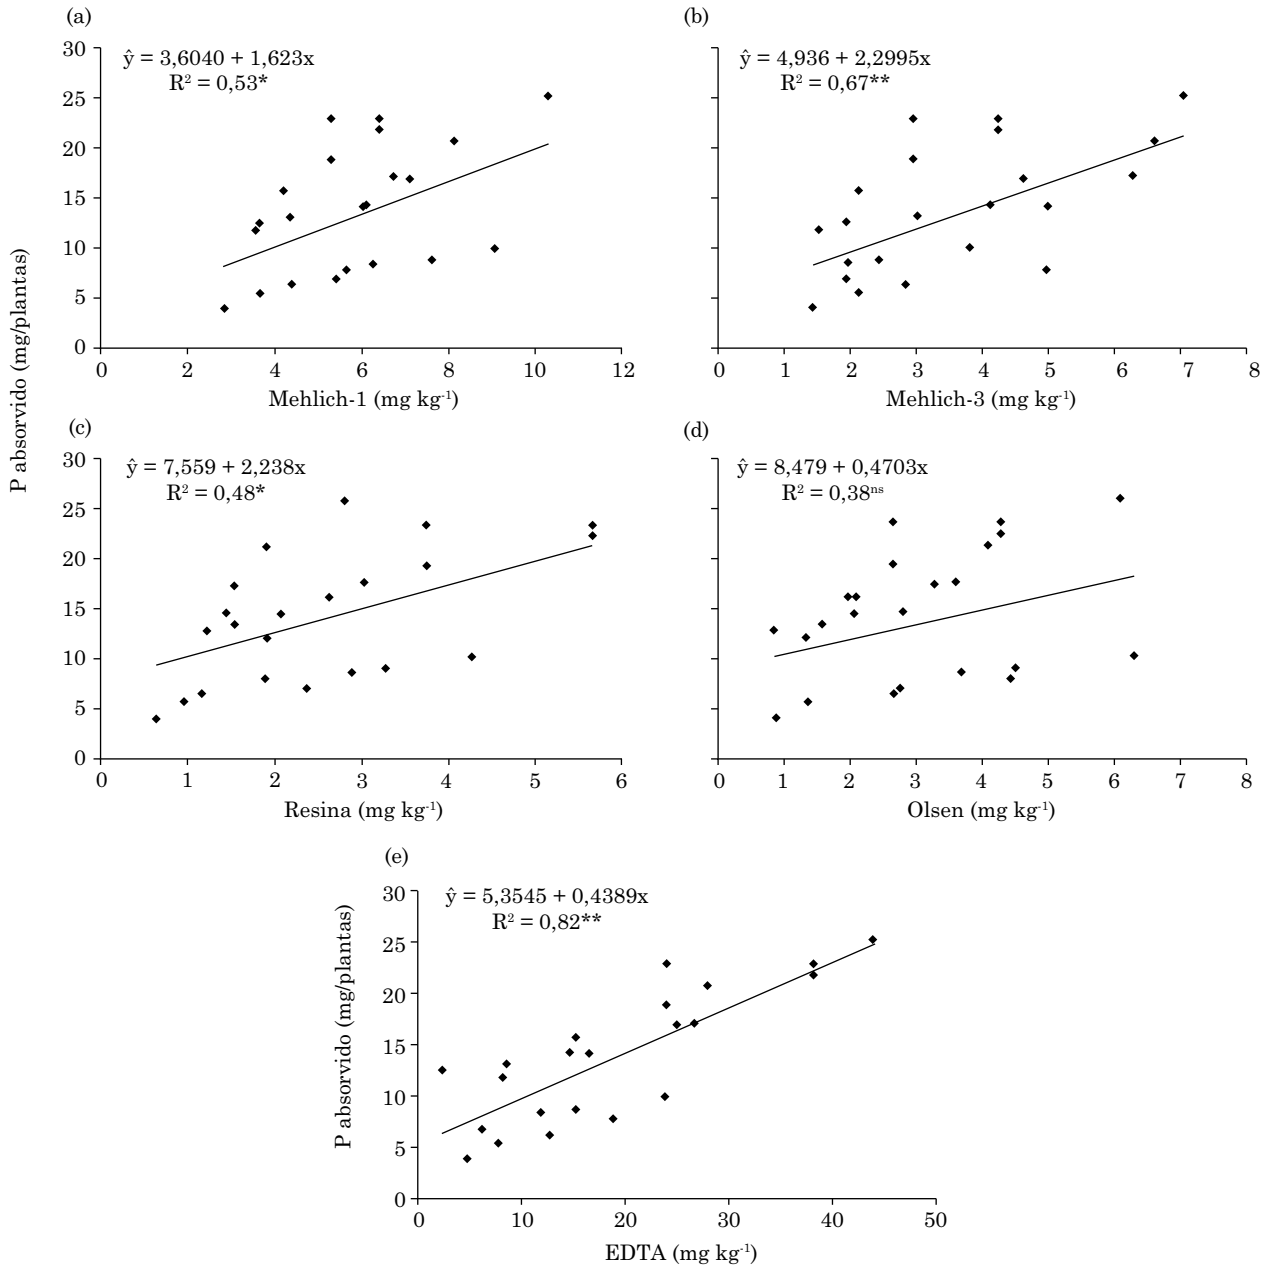 (a)
ŷ = 3,6040 + 1,623x
R² = 0,53*
30
25
20
15
10
5
0
0 2 4 6 8 10 12
Mehlich-1 (mg kg⁻¹)
(b)
ŷ = 4,936 + 2,2995x
R² = 0,67**
0 1 2 3 4 5 6 7 8
Mehlich-3 (mg kg⁻¹)
P absorvido (mg/plantas)
(c)
ŷ = 7,559 + 2,238x
R² = 0,48*
30
25
20
15
10
5
0
0 1 2 3 4 5 6
Resina (mg kg⁻¹)
(d)
ŷ = 8,479 + 0,4703x
R² = 0,38ⁿˢ
0 1 2 3 4 5 6 7 8
Olsen (mg kg⁻¹)
(e)
ŷ = 5,3545 + 0,4389x
R² = 0,82**
P absorvido (mg/plantas)
30
25
20
15
10
5
0
0 10 20 30 40 50
EDTA (mg kg⁻¹)